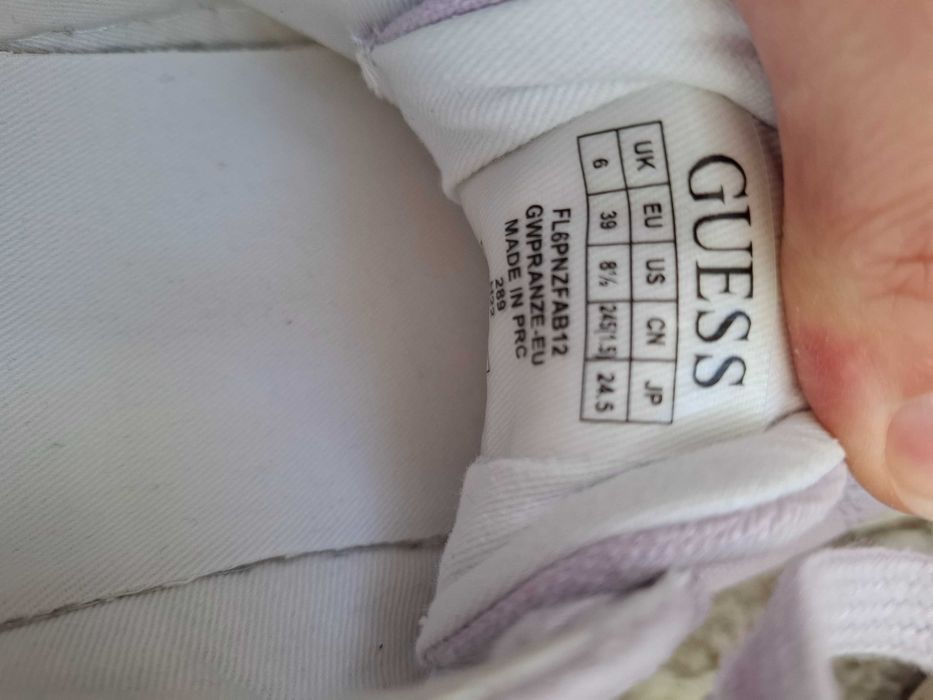 GUESS
UK EU US CN JP
6 39 8½ 245(1.5) 24.5
FL6PNZFAB12
GWPRANZE-EU
MADE IN PRC
289